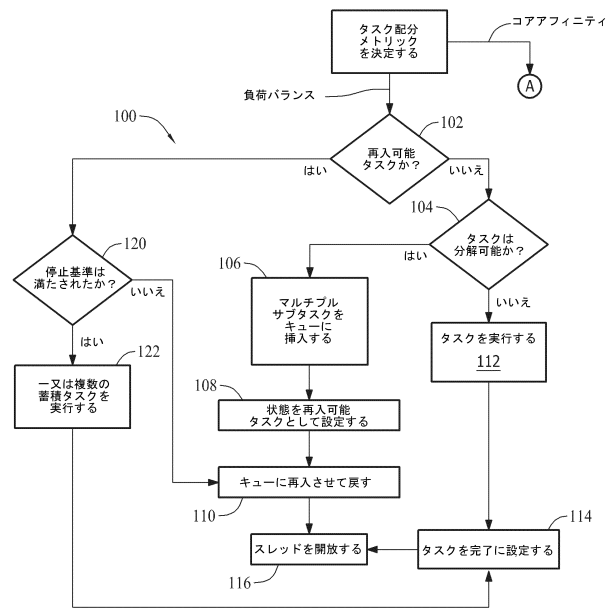 タスク配分
メトリック
を決定する
コアアフィニティ
A
負荷バランス
100
102
再入可能
タスクか?
はい
いいえ
104
タスクは
分解可能か?
はい
いいえ
120
停止基準は
満たされたか?
いいえ
はい
106
マルチプル
サブタスクを
キューに
挿入する
タスクを実行する
112
122
一又は複数の
蓄積タスクを
実行する
108
状態を再入可能
タスクとして設定する
キューに再入させて戻す
110
114
スレッドを開放する
116
タスクを完了に設定する